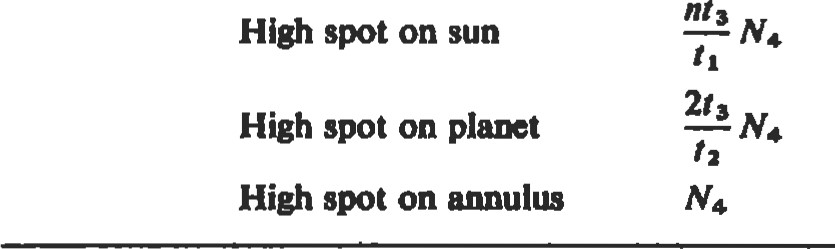 High spot on sun nt₃/t₁ N₄
High spot on planet 2t₃/t₂ N₄
High spot on annulus N₄